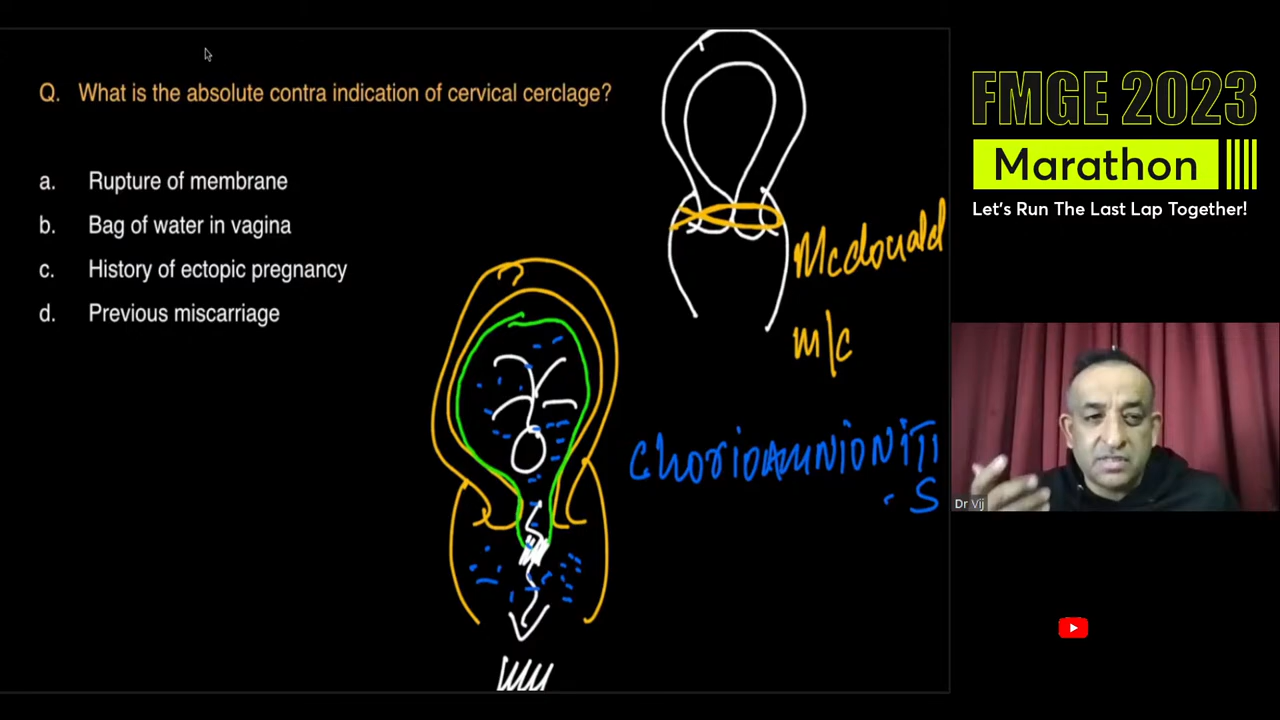 Q. What is the absolute contra indication of cervical cerclage?
a. Rupture of membrane
b. Bag of water in vagina
c. History of ectopic pregnancy
d. Previous miscarriage
Mcdonald
m/c
ChorioAMNIONiTi
S
FMGE 2023
Marathon
Let's Run The Last Lap Together!
Dr Vij